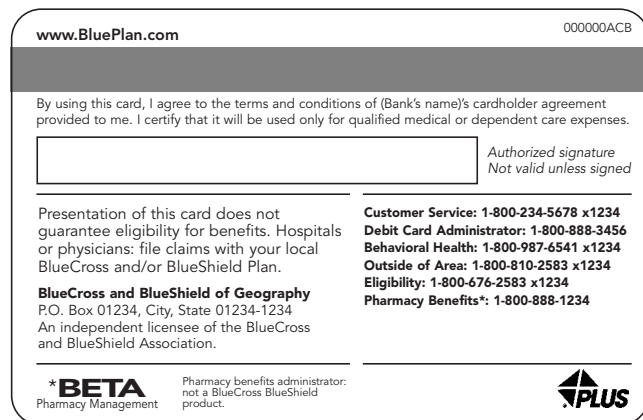 www.BluePlan.com
000000ACB
By using this card, I agree to the terms and conditions of (Bank's name)'s cardholder agreement
provided to me. I certify that it will be used only for qualified medical or dependent care expenses.
Authorized signature
Not valid unless signed
Presentation of this card does not
guarantee eligibility for benefits. Hospitals
or physicians: file claims with your local
BlueCross and/or BlueShield Plan.
BlueCross and BlueShield of Geography
P.O. Box 01234, City, State 01234-1234
An independent licensee of the BlueCross
and BlueShield Association.
Customer Service: 1-800-234-5678 x1234
Debit Card Administrator: 1-800-888-3456
Behavioral Health: 1-800-987-6541 x1234
Outside of Area: 1-800-810-2583 x1234
Eligibility: 1-800-676-2583 x1234
Pharmacy Benefits*: 1-800-888-1234
*BETA
Pharmacy Management
Pharmacy benefits administrator:
not a BlueCross BlueShield
product.
PLUS